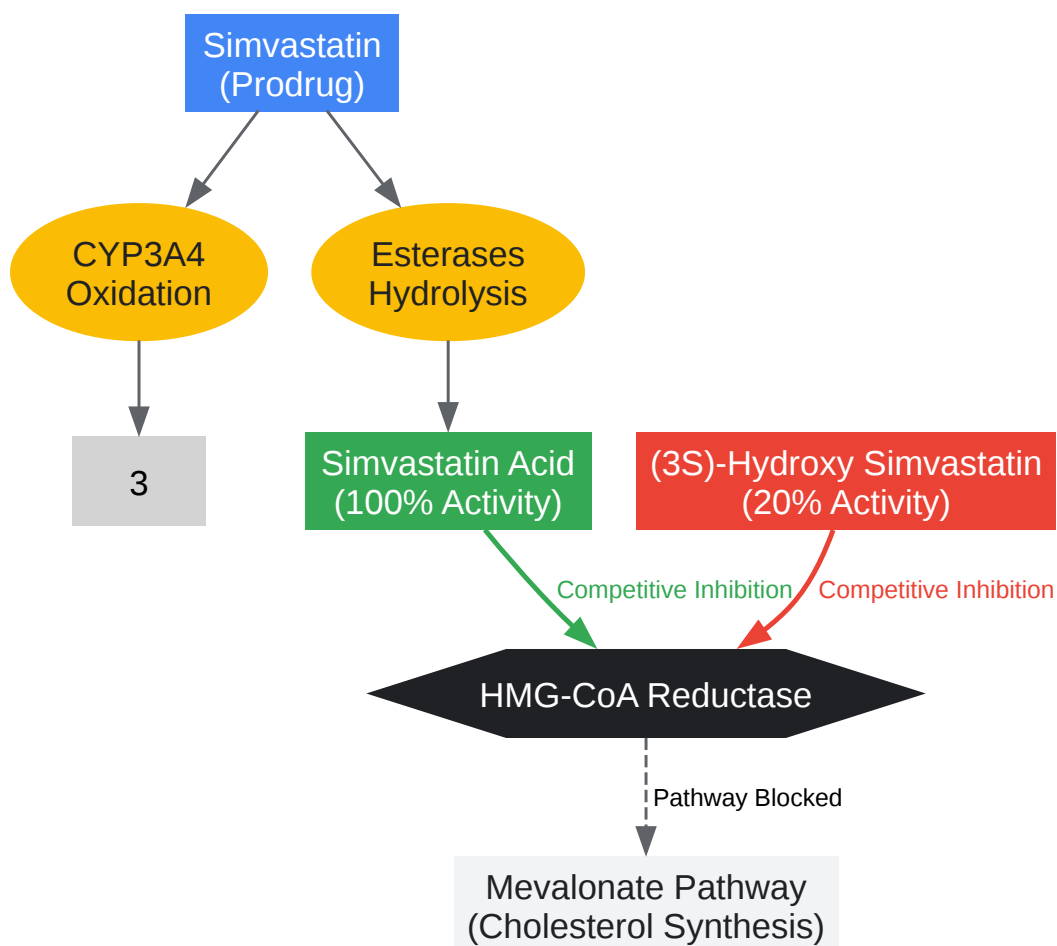 Simvastatin
(Prodrug)
CYP3A4
Oxidation
Esterases
Hydrolysis
3
Simvastatin Acid
(100% Activity)
(3S)-Hydroxy Simvastatin
(20% Activity)
Competitive Inhibition
Competitive Inhibition
HMG-CoA Reductase
Pathway Blocked
Mevalonate Pathway
(Cholesterol Synthesis)